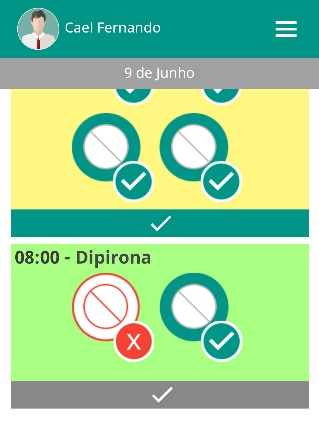 Cael Fernando
9 de Junho
08:00 - Dipirona
X